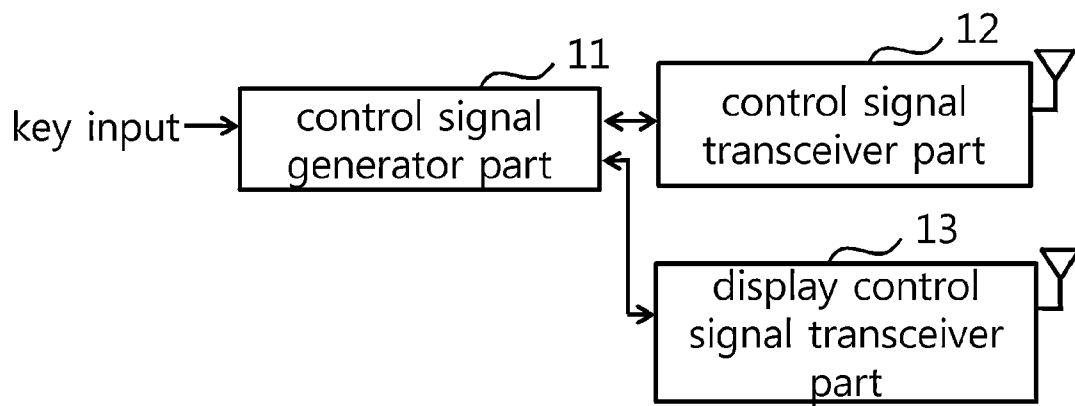 11
12
key input
control signal
generator part
control signal
transceiver part
13
display control
signal transceiver
part